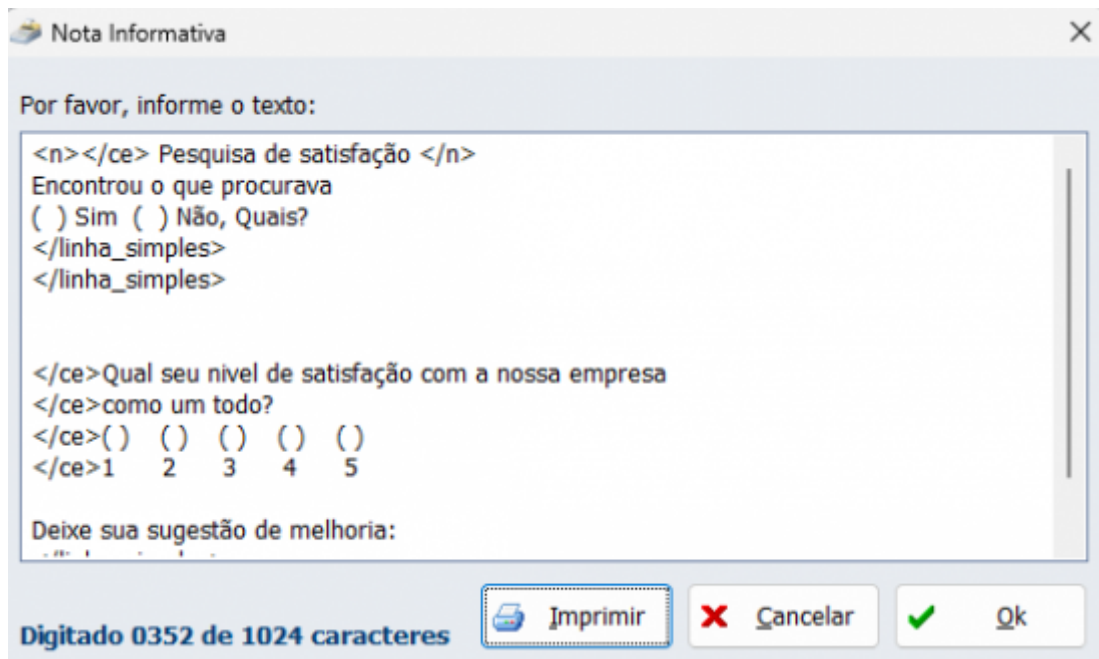 Nota Informativa
Por favor, informe o texto:
<n></ce> Pesquisa de satisfação </n>
Encontrou o que procurava
( ) Sim ( ) Não, Quais?
</linha_simples>
</linha_simples>
</ce>Qual seu nivel de satisfação com a nossa empresa
</ce>como um todo?
</ce>( ) ( ) ( ) ( ) ( )
</ce>1 2 3 4 5
Deixe sua sugestão de melhoria:
Digitado 0352 de 1024 caracteres
Imprimir
Cancelar
Ok